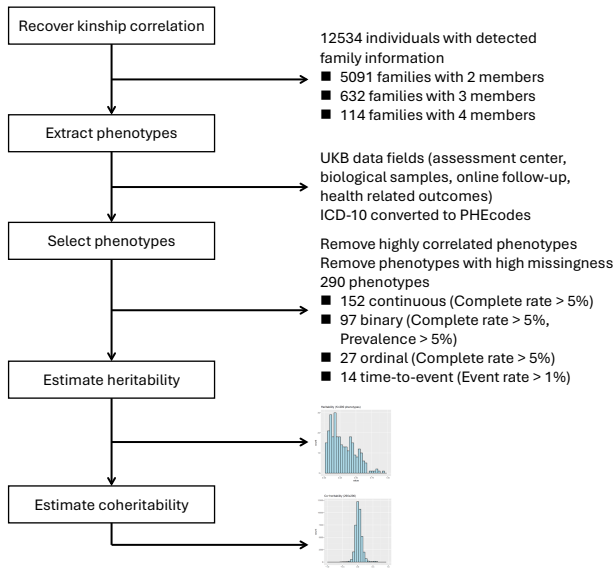 Recover kinship correlation
12534 individuals with detected
family information
■ 5091 families with 2 members
■ 632 families with 3 members
■ 114 families with 4 members
Extract phenotypes
UKB data fields (assessment center,
biological samples, online follow-up,
health related outcomes)
ICD-10 converted to PHEcodes
Select phenotypes
Remove highly correlated phenotypes
Remove phenotypes with high missingness
290 phenotypes
■ 152 continuous (Complete rate > 5%)
■ 97 binary (Complete rate > 5%,
Prevalence > 5%)
■ 27 ordinal (Complete rate > 5%)
■ 14 time-to-event (Event rate > 1%)
Estimate heritability
Estimate coheritability